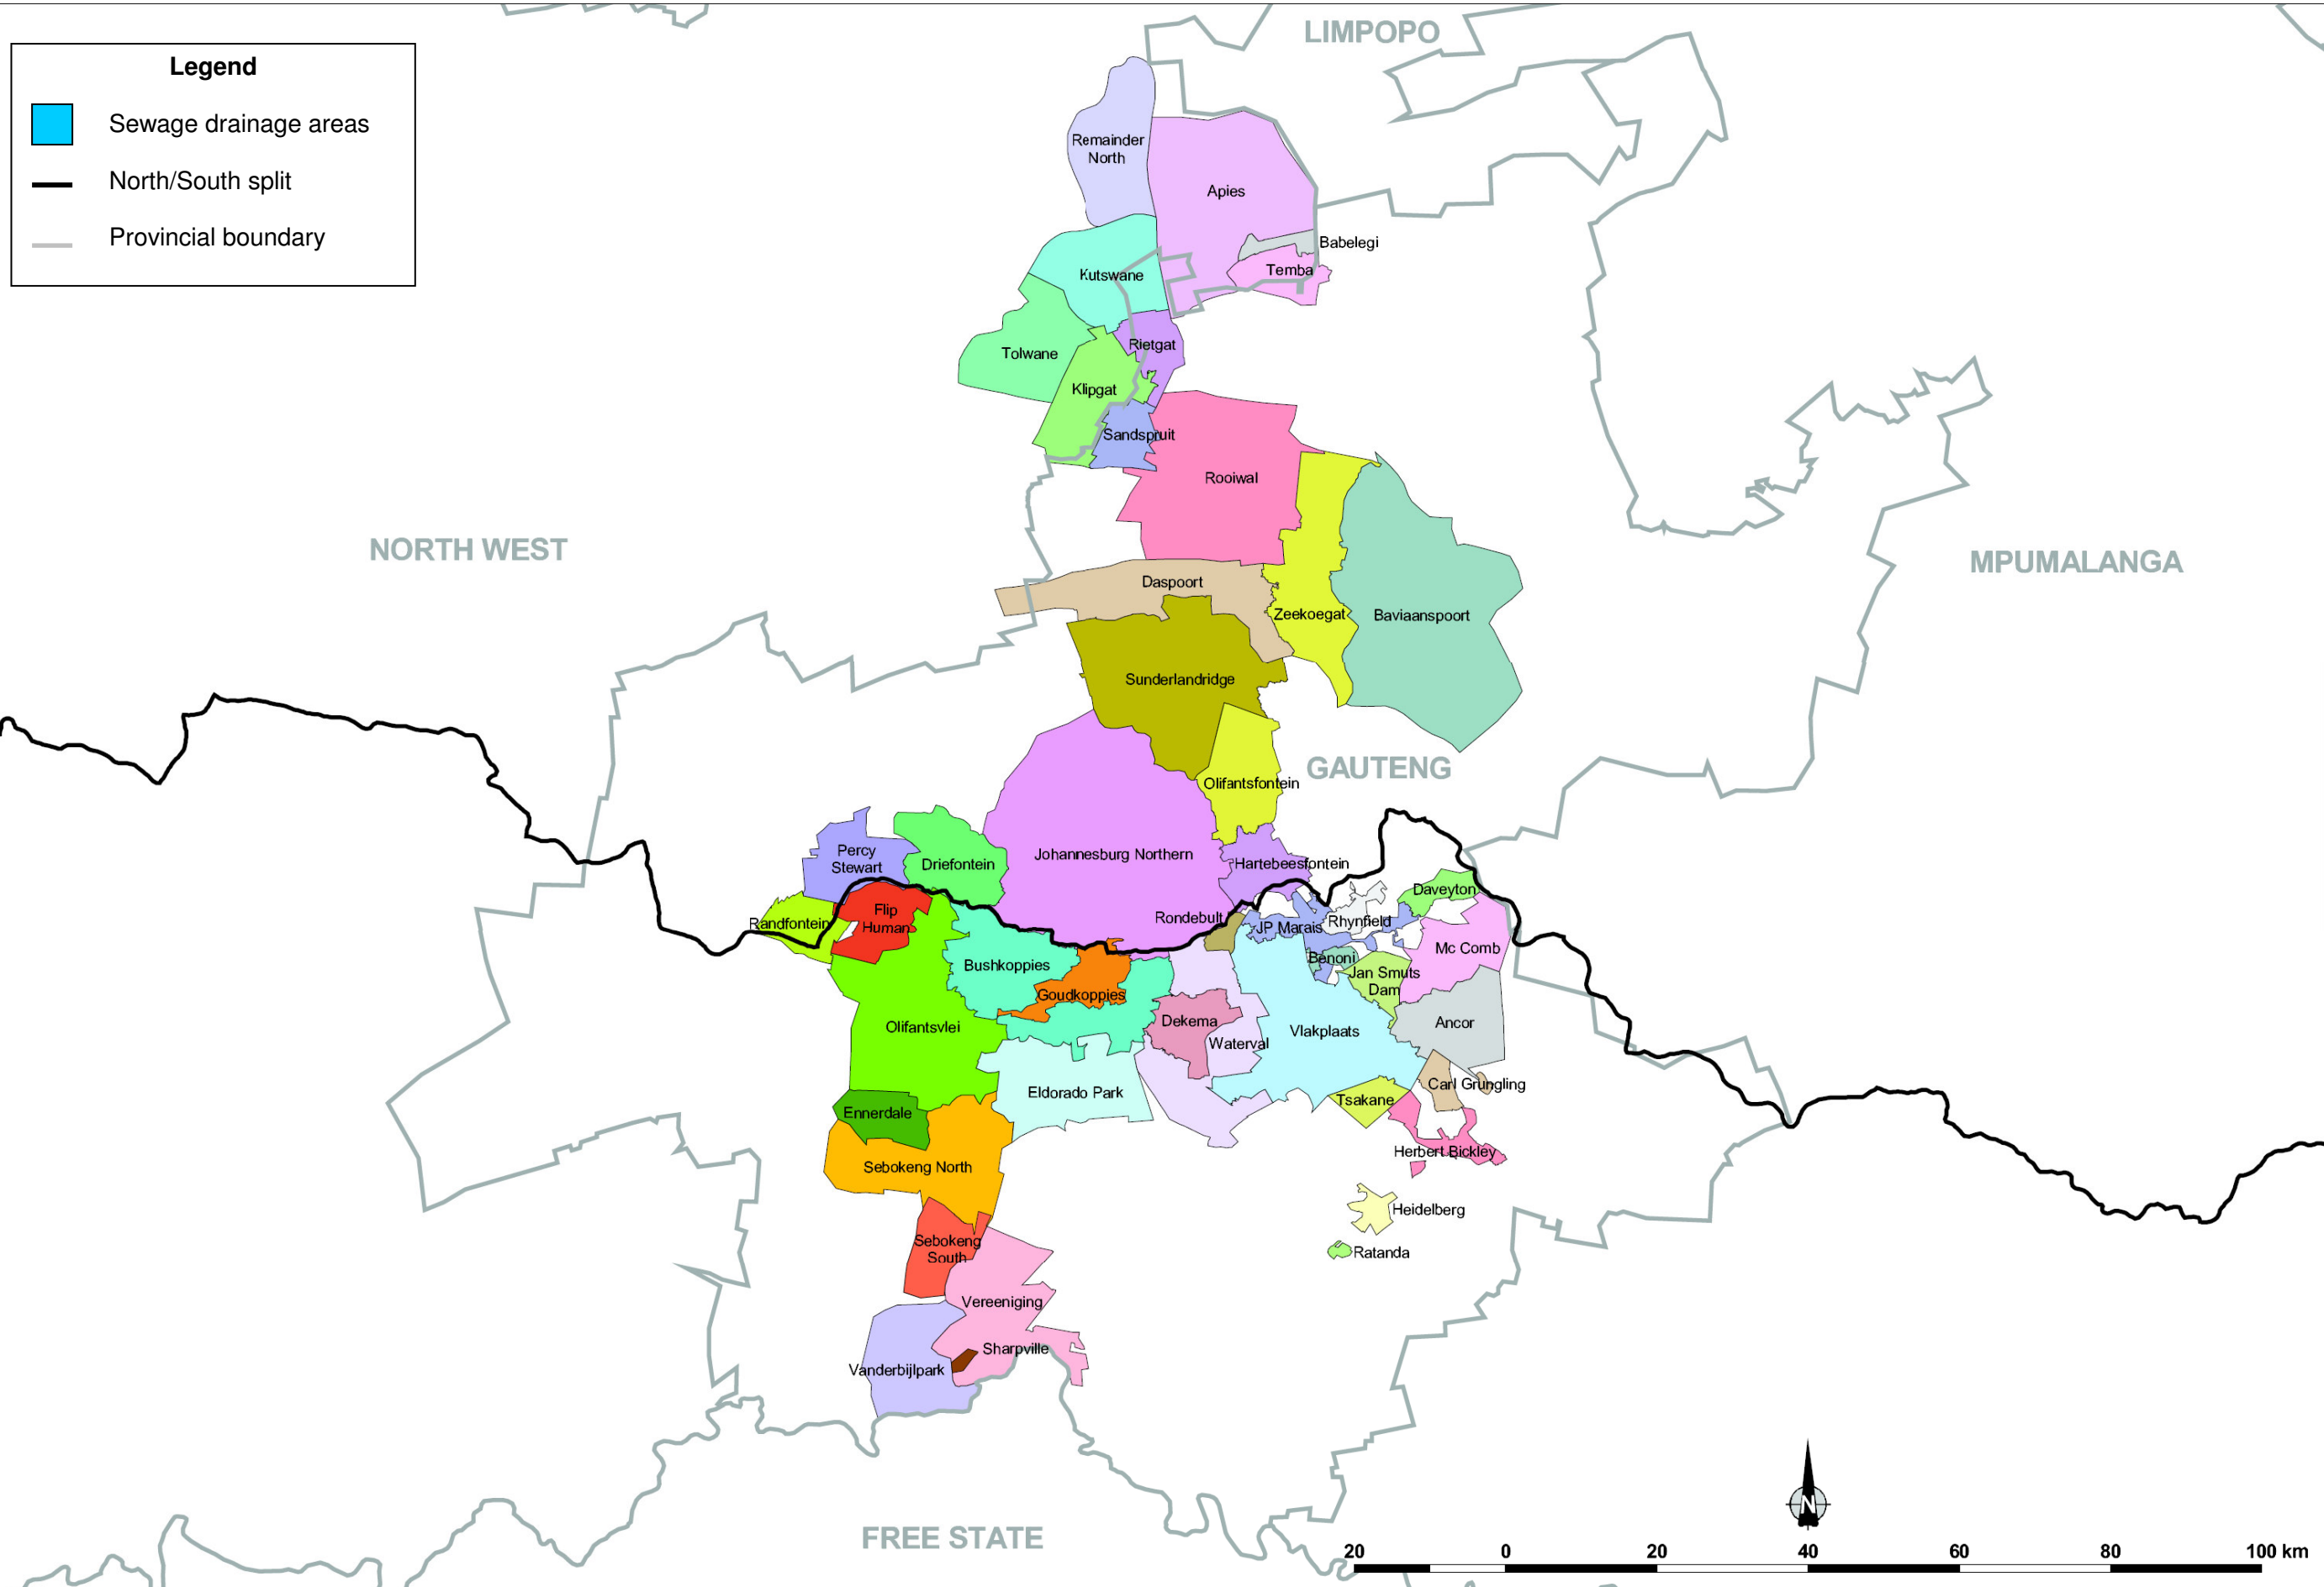 LIMPOPO
Legend
Sewage drainage areas
North/South split
Provincial boundary
Remainder
North
Apies
Babelegi
Temba
Kutswane
Rietgat
Tolwane
Klipgat
Sandspruit
Rooiwal
NORTH WEST
MPUMALANGA
Daspoort
Zeekoegat
Baviaanspoort
Sunderlandridge
GAUTENG
Olifantsfontein
Percy
Stewart
Driefontein
Johannesburg Northern
Hartebeesfontein
Daveyton
Randfontein
Flip
Human
Rondebult
JP Marais
Rhynfield
Mc Comb
Bushkoppies
Benoni
Jan Smuts
Dam
Goudkoppies
Olifantsvlei
Dekema
Waterval
Vlakplaats
Ancor
Eldorado Park
Carl Grungling
Tsakane
Ennerdale
Herbert Bickley
Sebokeng North
Heidelberg
Sebokeng
South
Ratanda
Vereeniging
Sharpville
Vanderbijlpark
N
FREE STATE
20 0 20 40 60 80 100 km